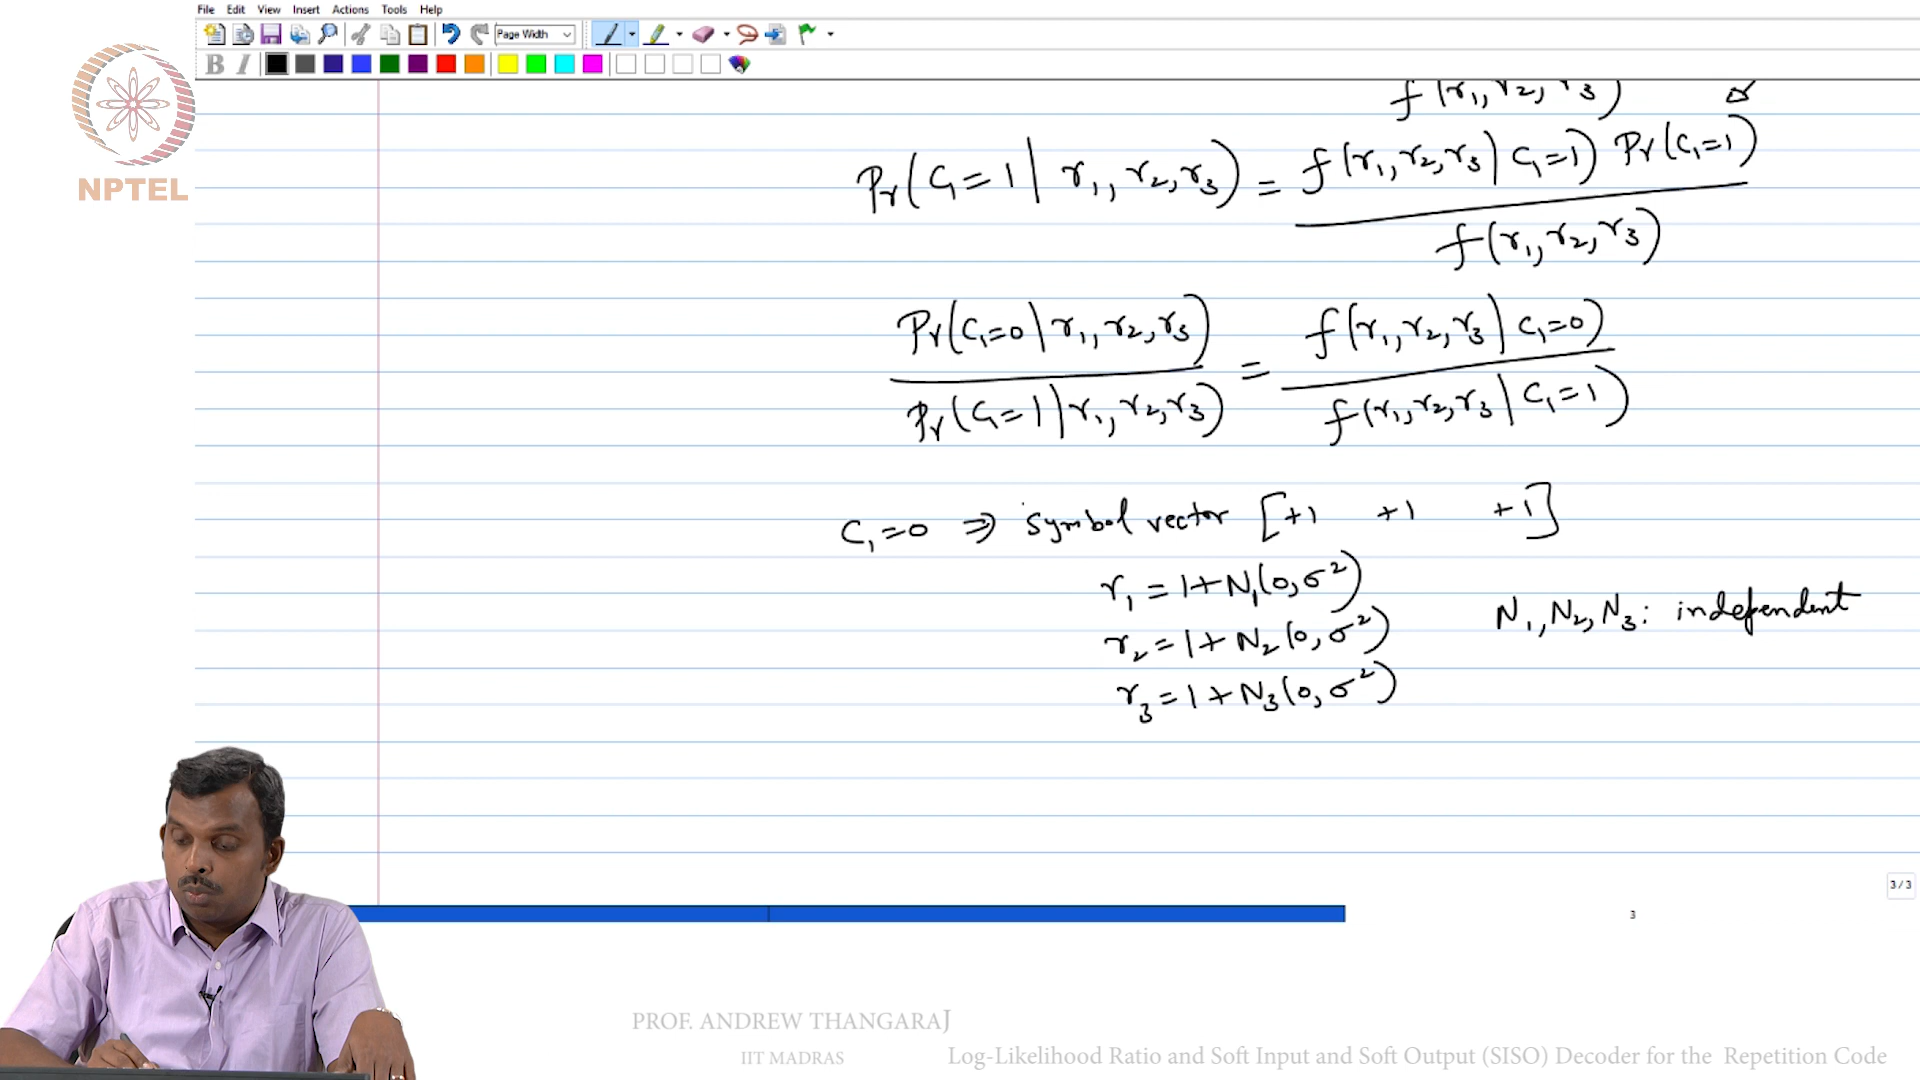 File Edit View Insert Actions Tools Help
Page Width
B I
NPTEL
f(r₁, r₂, r₃)
Pr(C₁=1 | r₁, r₂, r₃) = f(r₁, r₂, r₃ | C₁=1) Pr(C₁=1)
f(r₁, r₂, r₃)
Pr(C₁=0 | r₁, r₂, r₃) = f(r₁, r₂, r₃ | C₁=0)
Pr(C₁=1 | r₁, r₂, r₃) f(r₁, r₂, r₃ | C₁=1)
C₁=0 ⇒ symbol vector [+1 +1 +1]
r₁ = 1+N₁(0,σ²)
N₁, N₂, N₃: independent
r₂ = 1+N₂(0,σ²)
r₃ = 1+N₃(0,σ²)
3/3
3
PROF. ANDREW THANGARAJ
IIT MADRAS
Log-Likelihood Ratio and Soft Input and Soft Output (SISO) Decoder for the Repetition Code